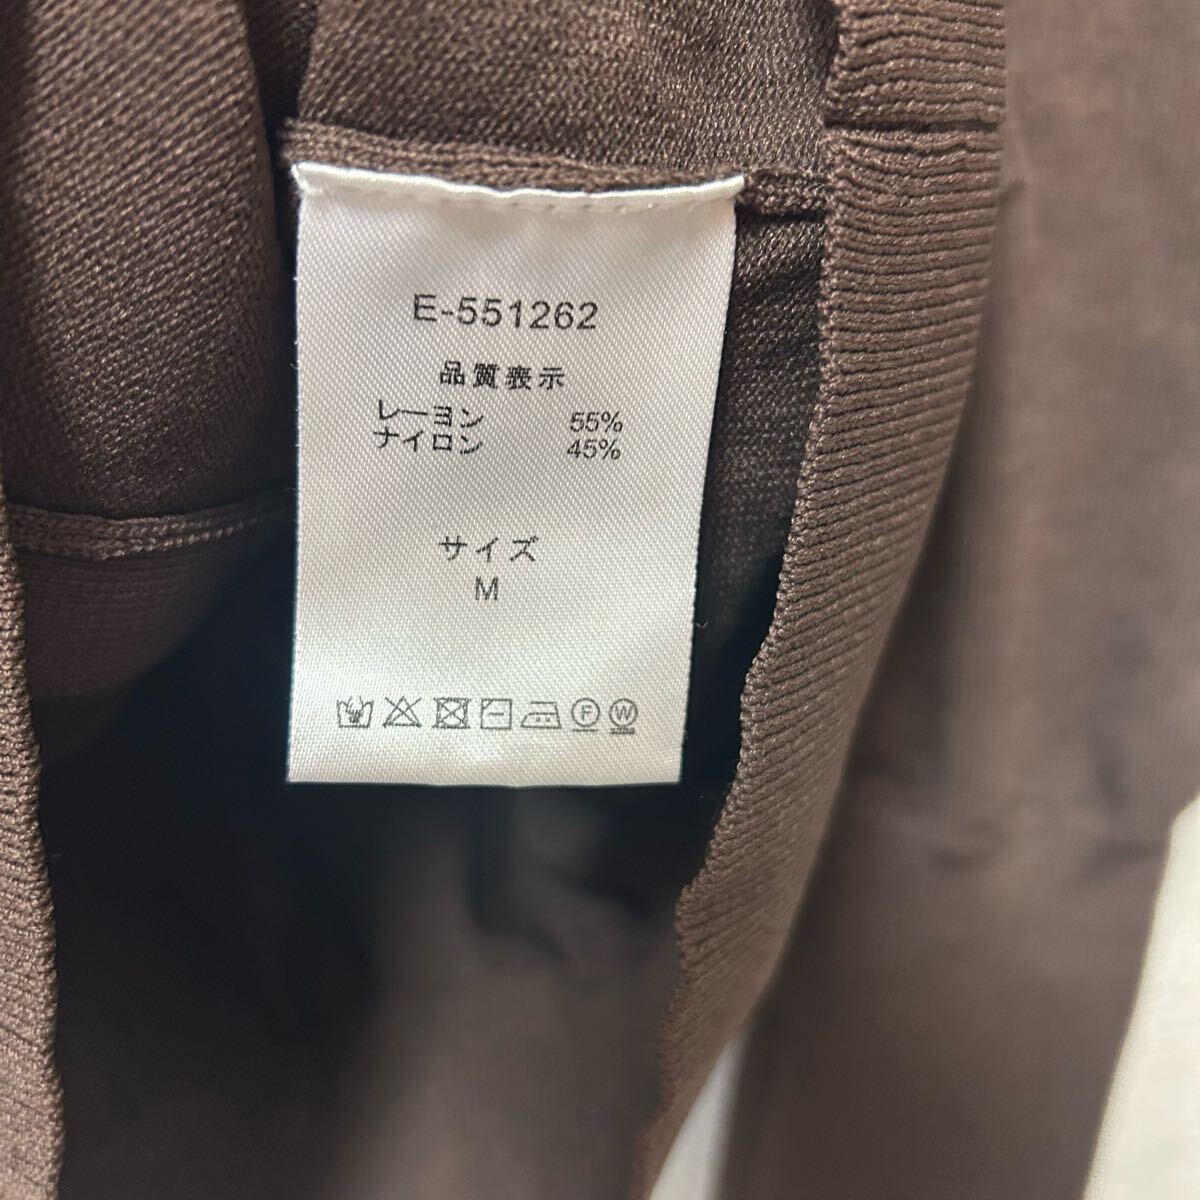 E-551262
品質表示
レーヨン 55%
ナイロン 45%
サイズ
M
F W